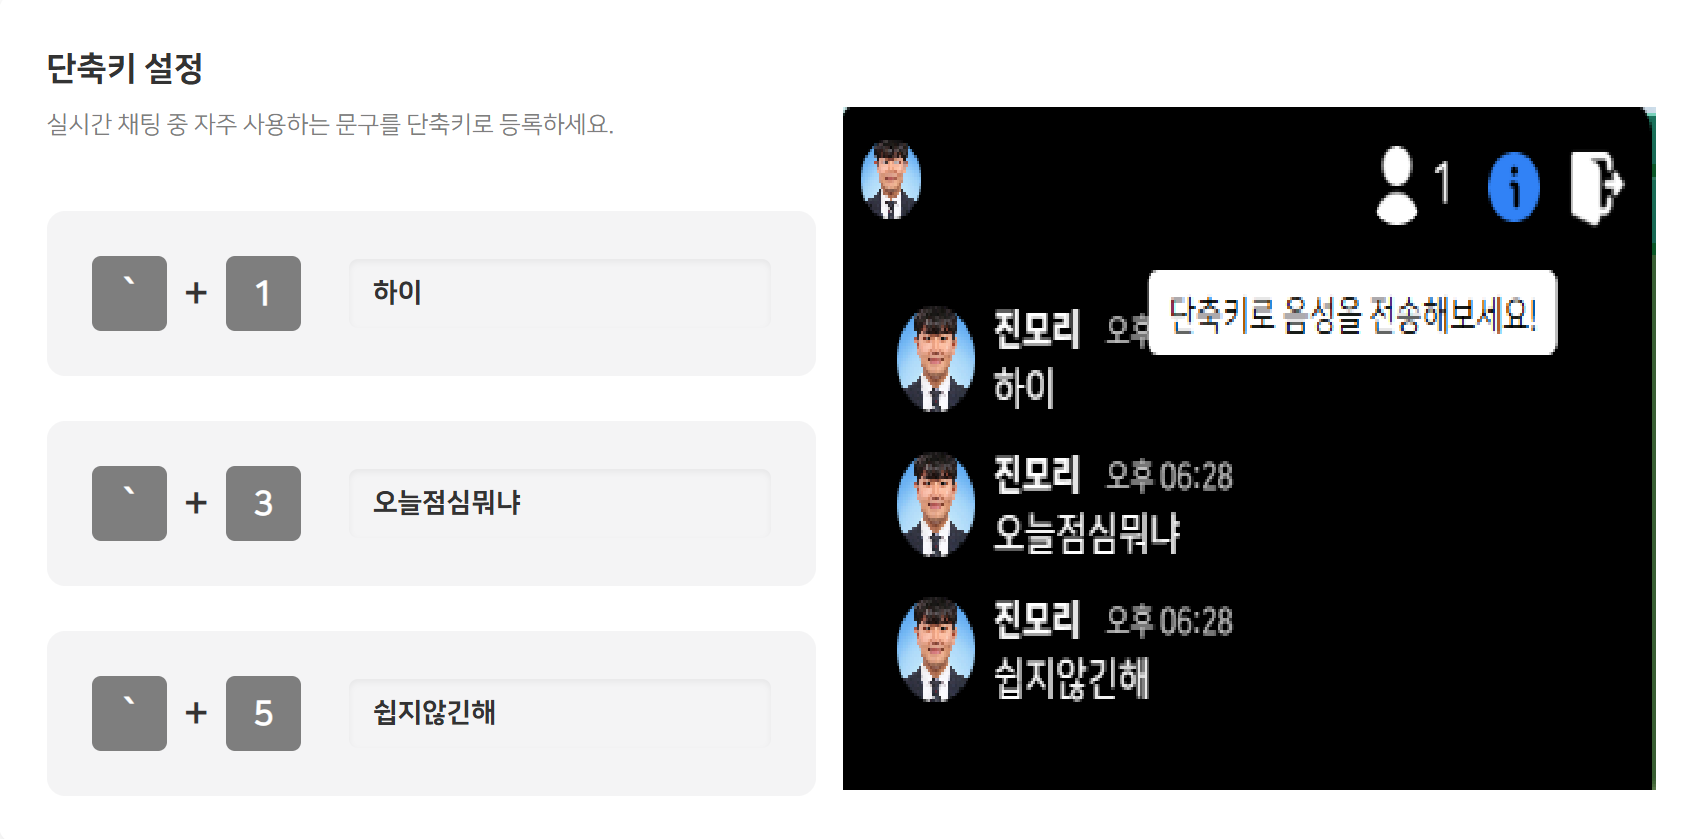 단축키 설정
실시간 채팅 중 자주 사용하는 문구를 단축키로 등록하세요.
` + 1 하이
` + 3 오늘점심뭐냐
` + 5 쉽지않긴해
1
단축키로 음성을 전송해보세요!
진모리 오후
하이
진모리 오후 06:28
오늘점심뭐냐
진모리 오후 06:28
쉽지않긴해